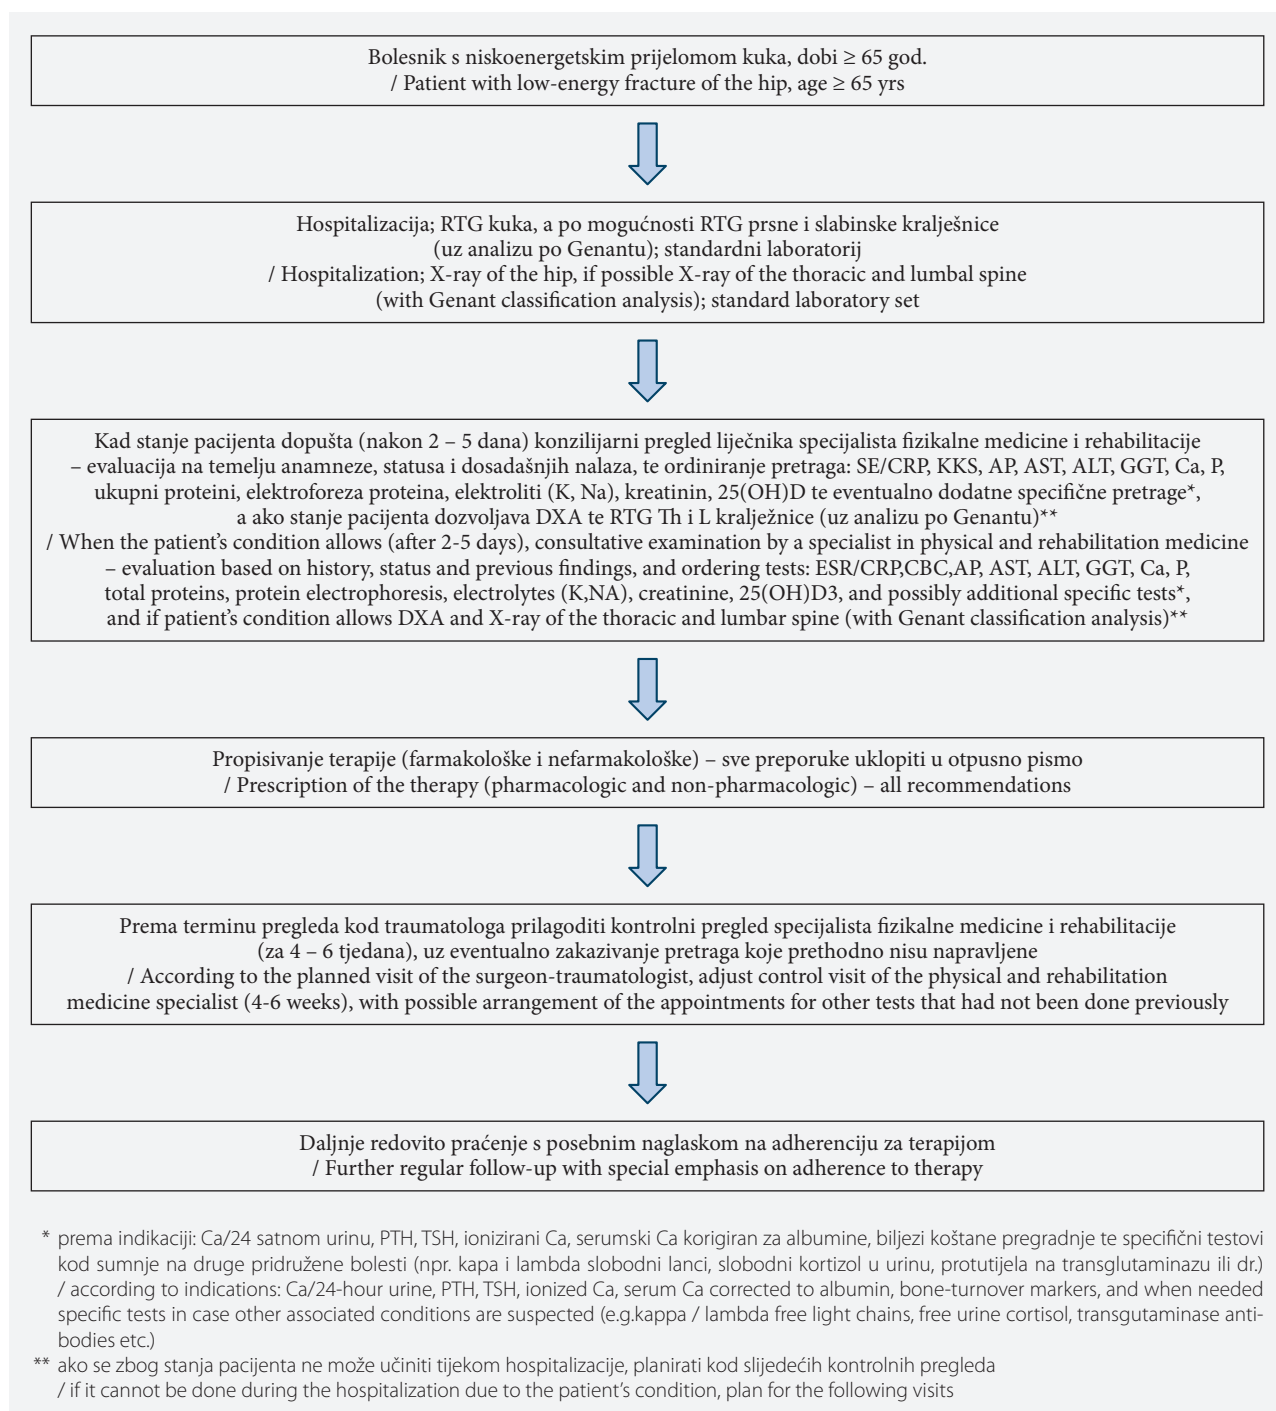 Bolesnik s niskoenergetskim prijelomom kuka, dobi ≥ 65 god.
/ Patient with low-energy fracture of the hip, age ≥ 65 yrs
Hospitalizacija; RTG kuka, a po mogućnosti RTG prsne i slabinske kralješnice
(uz analizu po Genantu); standardni laboratorij
/ Hospitalization; X-ray of the hip, if possible X-ray of the thoracic and lumbal spine
(with Genant classification analysis); standard laboratory set
Kad stanje pacijenta dopušta (nakon 2 – 5 dana) konzilijarni pregled liječnika specijalista fizikalne medicine i rehabilitacije
– evaluacija na temelju anamneze, statusa i dosadašnjih nalaza, te ordiniranje pretraga: SE/CRP, KKS, AP, AST, ALT, GGT, Ca, P,
ukupni proteini, elektroforeza proteina, elektroliti (K, Na), kreatinin, 25(OH)D te eventualno dodatne specifične pretrage*,
a ako stanje pacijenta dozvoljava DXA te RTG Th i L kralježnice (uz analizu po Genantu)**
/ When the patient's condition allows (after 2-5 days), consultative examination by a specialist in physical and rehabilitation medicine
– evaluation based on history, status and previous findings, and ordering tests: ESR/CRP,CBC,AP, AST, ALT, GGT, Ca, P,
total proteins, protein electrophoresis, electrolytes (K,NA), creatinine, 25(OH)D3, and possibly additional specific tests*,
and if patient's condition allows DXA and X-ray of the thoracic and lumbar spine (with Genant classification analysis)**
Propisivanje terapije (farmakološke i nefarmakološke) – sve preporuke uklopiti u otpusno pismo
/ Prescription of the therapy (pharmacologic and non-pharmacologic) – all recommendations
Prema terminu pregleda kod traumatologa prilagoditi kontrolni pregled specijalista fizikalne medicine i rehabilitacije
(za 4 – 6 tjedana), uz eventualno zakazivanje pretraga koje prethodno nisu napravljene
/ According to the planned visit of the surgeon-traumatologist, adjust control visit of the physical and rehabilitation
medicine specialist (4-6 weeks), with possible arrangement of the appointments for other tests that had not been done previously
Daljnje redovito praćenje s posebnim naglaskom na adherenciju za terapijom
/ Further regular follow-up with special emphasis on adherence to therapy
* prema indikaciji: Ca/24 satnom urinu, PTH, TSH, ionizirani Ca, serumski Ca korigiran za albumine, biljezi koštane pregradnje te specifični testovi
kod sumnje na druge pridružene bolesti (npr. kapa i lambda slobodni lanci, slobodni kortizol u urinu, protutijela na transglutaminazu ili dr.)
/ according to indications: Ca/24-hour urine, PTH, TSH, ionized Ca, serum Ca corrected to albumin, bone-turnover markers, and when needed
specific tests in case other associated conditions are suspected (e.g.kappa / lambda free light chains, free urine cortisol, transgutaminase anti-
bodies etc.)
** ako se zbog stanja pacijenta ne može učiniti tijekom hospitalizacije, planirati kod slijedećih kontrolnih pregleda
/ if it cannot be done during the hospitalization due to the patient's condition, plan for the following visits